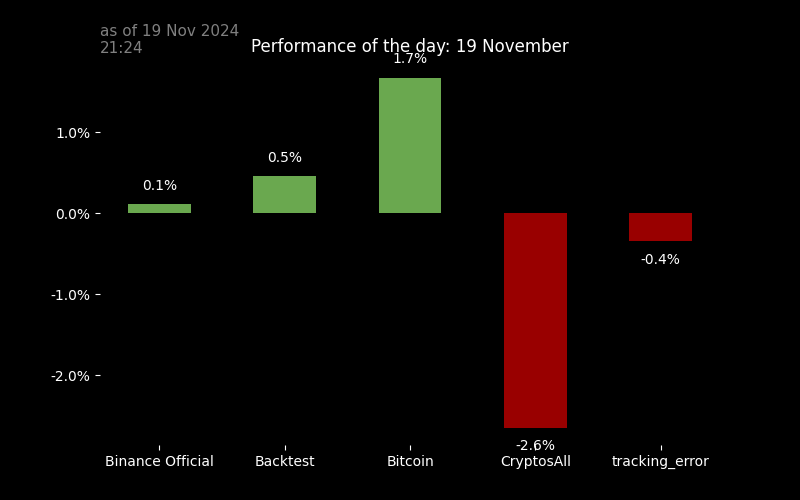 as of 19 Nov 2024
21:24
Performance of the day: 19 November
1.7%
1.0%
0.5%
0.1%
0.0%
-0.4%
-1.0%
-2.0%
-2.6%
Binance Official
Backtest
Bitcoin
CryptosAll
tracking_error